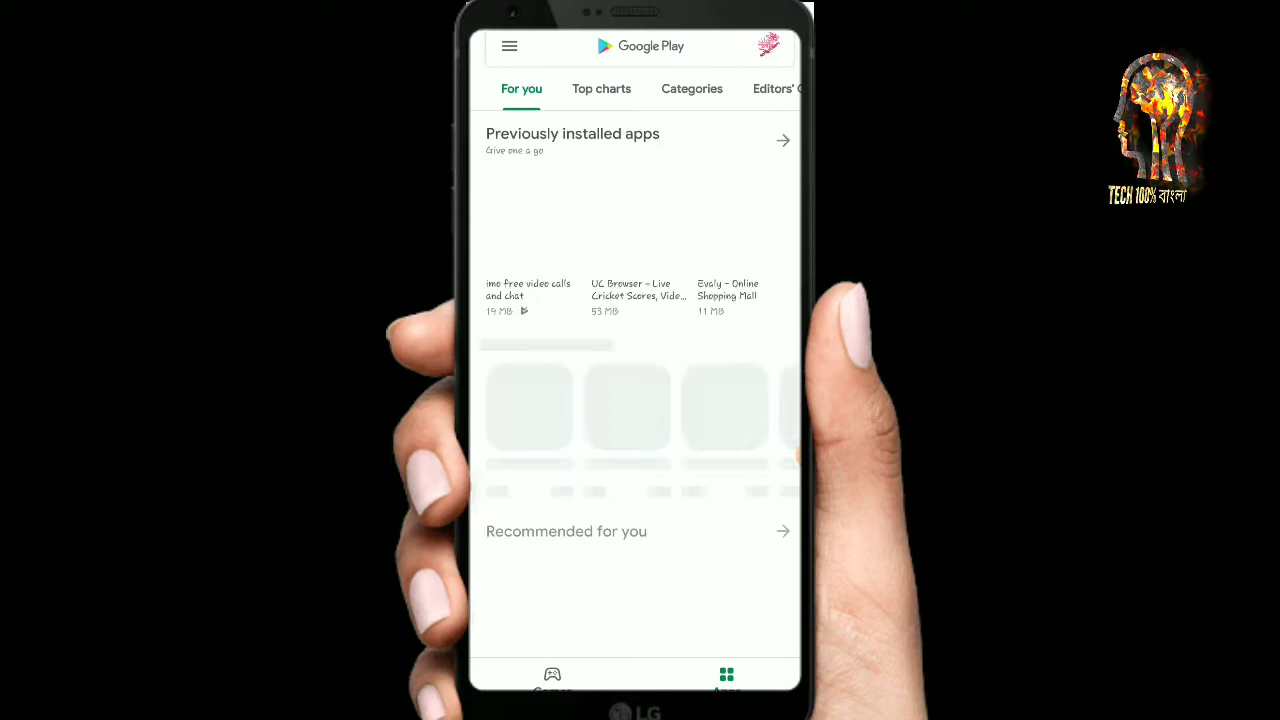 Google Play
For you Top charts Categories Editors'
Previously installed apps
Give one a go
imo free video calls and chat
19 MB
UC Browser – Live Cricket Scores, Vide...
53 MB
Evaly – Online Shopping Mall
11 MB
Recommended for you
LG
TECH 100% বাংলা